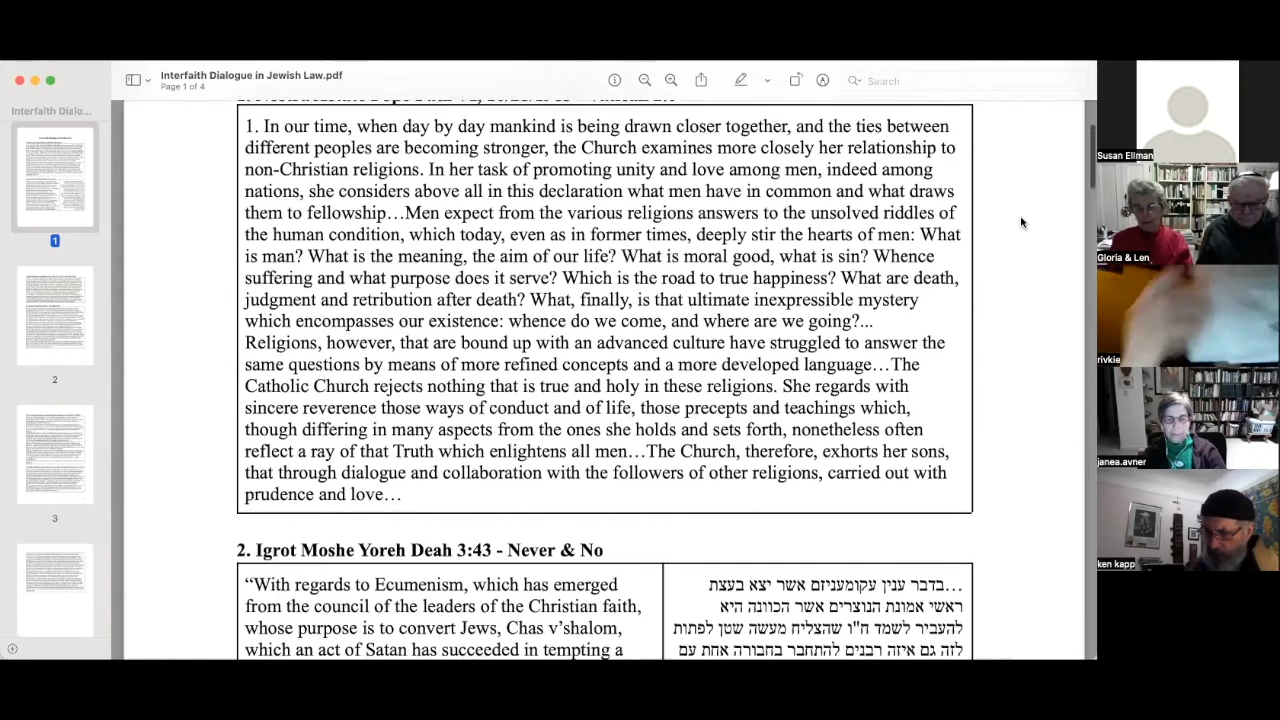 Interfaith Dialogue in Jewish Law.pdf
Page 1 of 4
Search
Interfaith Dialo...
1
2
3
1. In our time, when day by day mankind is being drawn closer together, and the ties between
different peoples are becoming stronger, the Church examines more closely her relationship to
non-Christian religions. In her task of promoting unity and love among men, indeed among
nations, she considers above all in this declaration what men have in common and what draws
them to fellowship…Men expect from the various religions answers to the unsolved riddles of
the human condition, which today, even as in former times, deeply stir the hearts of men: What
is man? What is the meaning, the aim of our life? What is moral good, what is sin? Whence
suffering and what purpose does it serve? Which is the road to true happiness? What are death,
judgment and retribution after death? What, finally, is that ultimate inexpressible mystery
which encompasses our existence: whence do we come, and where are we going?...
Religions, however, that are bound up with an advanced culture have struggled to answer the
same questions by means of more refined concepts and a more developed language…The
Catholic Church rejects nothing that is true and holy in these religions. She regards with
sincere reverence those ways of conduct and of life, those precepts and teachings which,
though differing in many aspects from the ones she holds and sets forth, nonetheless often
reflect a ray of that Truth which enlightens all men…The Church, therefore, exhorts her sons,
that through dialogue and collaboration with the followers of other religions, carried out with
prudence and love…
2. Igrot Moshe Yoreh Deah 3:43 - Never & No
“With regards to Ecumenism, which has emerged
from the council of the leaders of the Christian faith,
whose purpose is to convert Jews, Chas v’shalom,
which an act of Satan has succeeded in tempting a
…בדבר ענין עקומעניזם אשר יצא בעצת
ראשי אמונת הנוצרים אשר הכוונה היא
להעביר לשמד ח"ו שהצליח מעשה שטן לפתות
לזה גם איזה רבנים להתחבר בחבורה אחת עם
Susan Ellman
Gloria & Len
rivkie
janea.avner
ken kapp